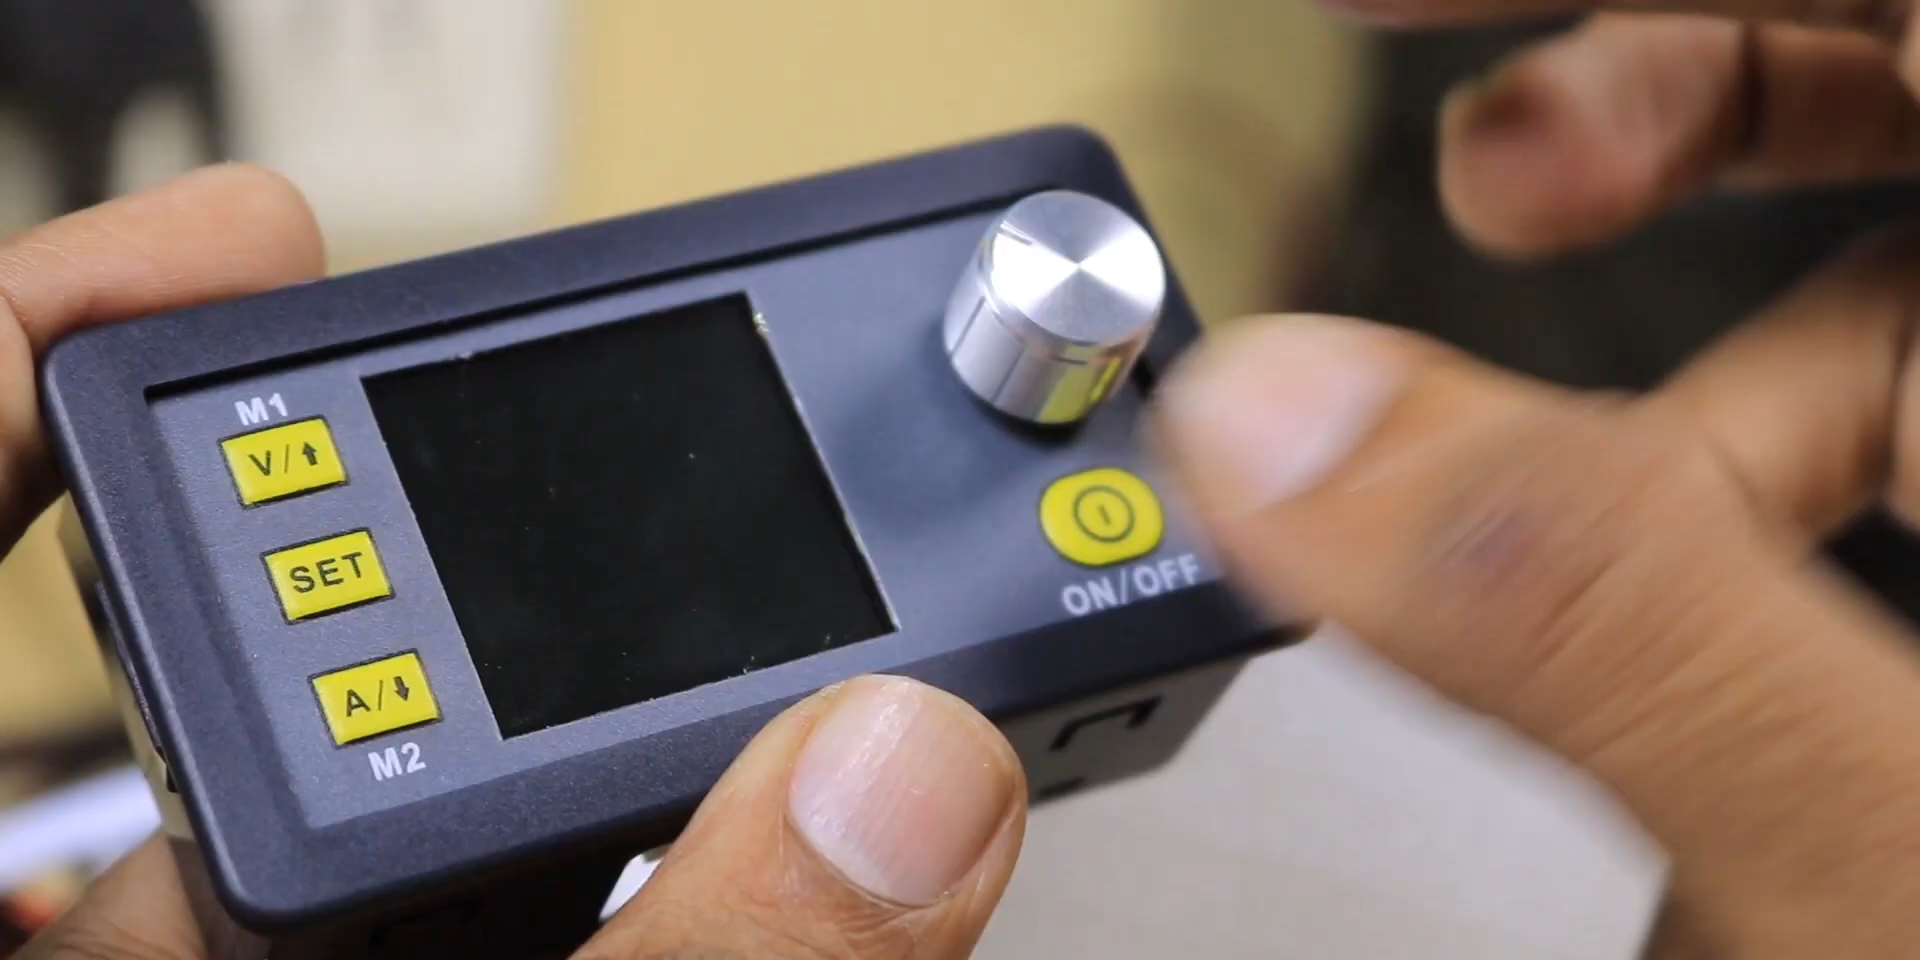 M1
V/⬆
SET
A/⬇
M2
ON/OFF